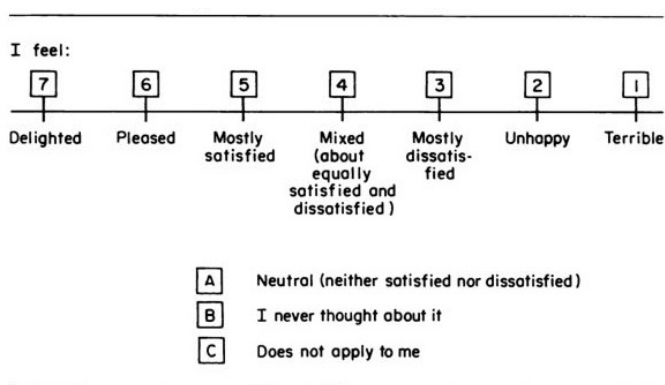 I feel:
7 6 5 4 3 2 1
Delighted Pleased Mostly Mixed Mostly Unhappy Terrible
satisfied (about dissatis-
equally fied
satisfied and
dissatisfied)
A Neutral (neither satisfied nor dissatisfied)
B I never thought about it
C Does not apply to me